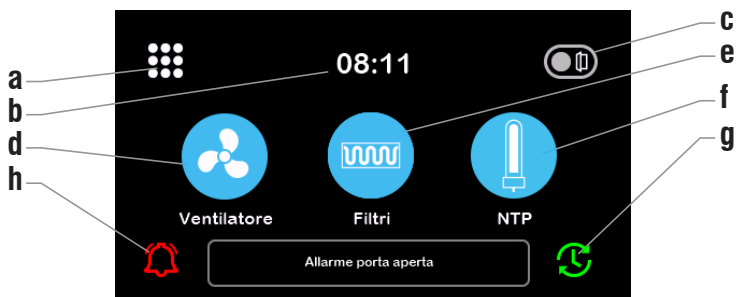 c
e
a
08:11
b
f
d
g
h
Ventilatore
Filtri
NTP
Allarme porta aperta